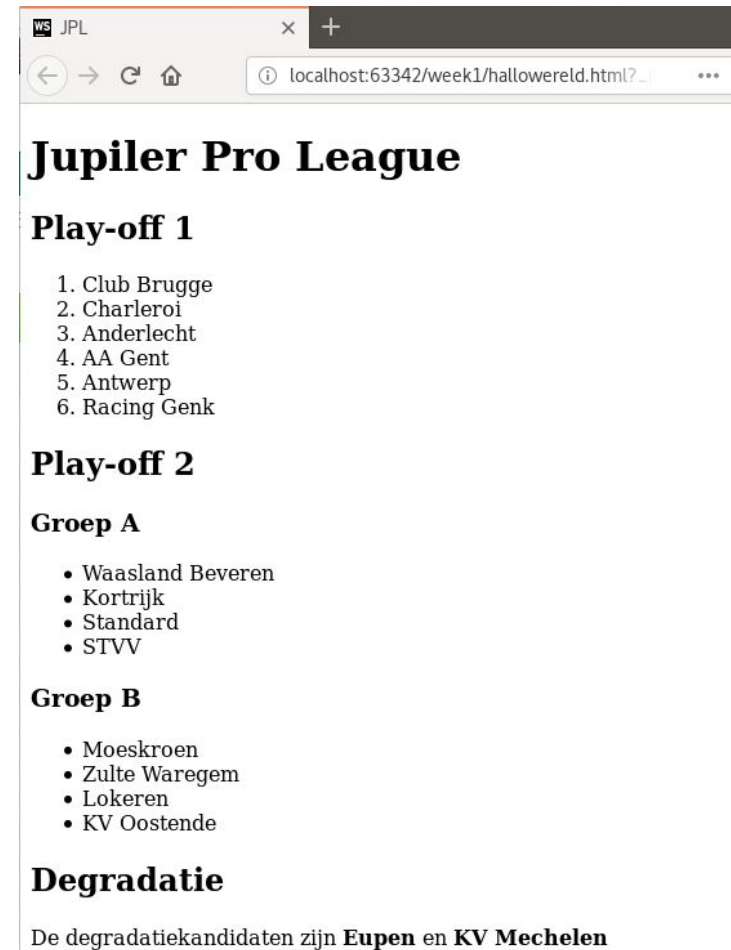 WS JPL
localhost:63342/week1/hallowereld.html?_
Jupiler Pro League
Play-off 1
1. Club Brugge
2. Charleroi
3. Anderlecht
4. AA Gent
5. Antwerp
6. Racing Genk
Play-off 2
Groep A
• Waasland Beveren
• Kortrijk
• Standard
• STVV
Groep B
• Moeskroen
• Zulte Waregem
• Lokeren
• KV Oostende
Degradatie
De degradatiekandidaten zijn Eupen en KV Mechelen